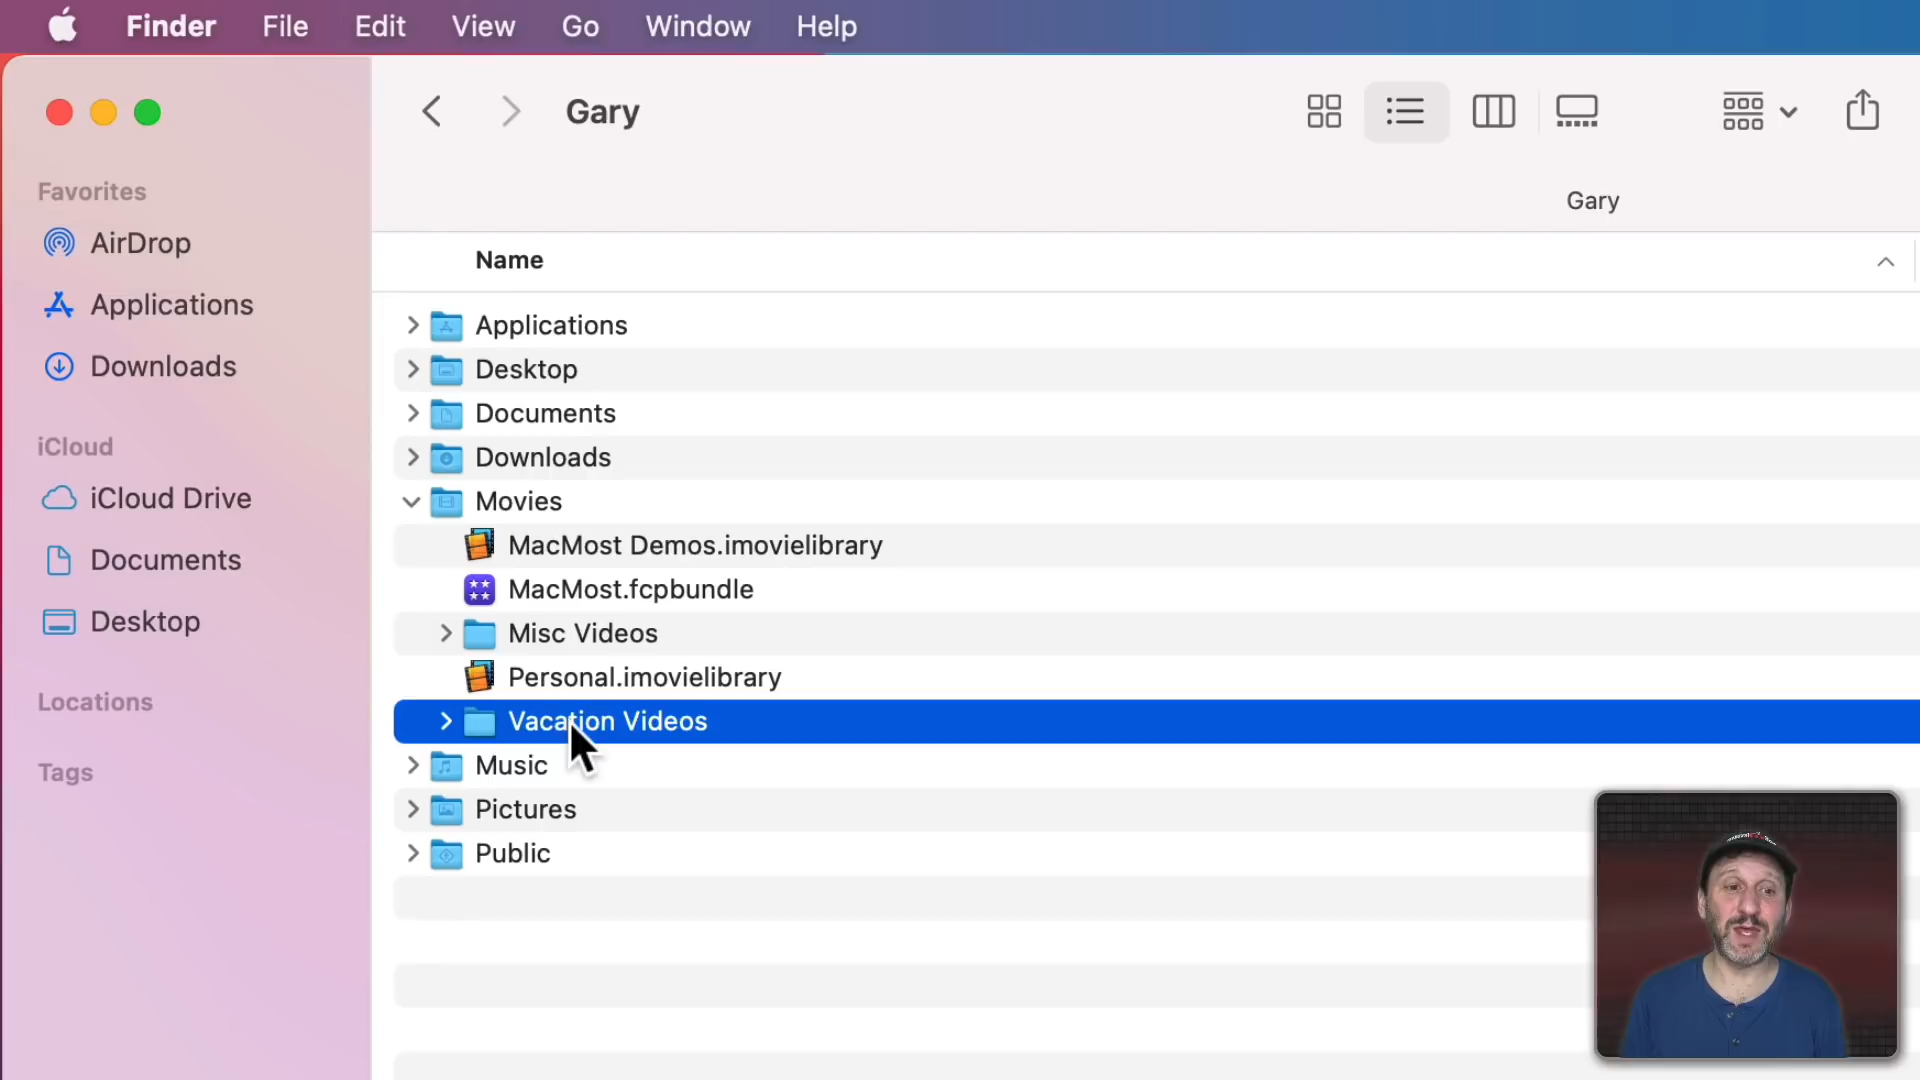 Finder File Edit View Go Window Help
Gary
Gary
Favorites
AirDrop
Applications
Downloads
iCloud
iCloud Drive
Documents
Desktop
Locations
Tags
Name
Applications
Desktop
Documents
Downloads
Movies
MacMost Demos.imovielibrary
MacMost.fcpbundle
Misc Videos
Personal.imovielibrary
Vacation Videos
Music
Pictures
Public